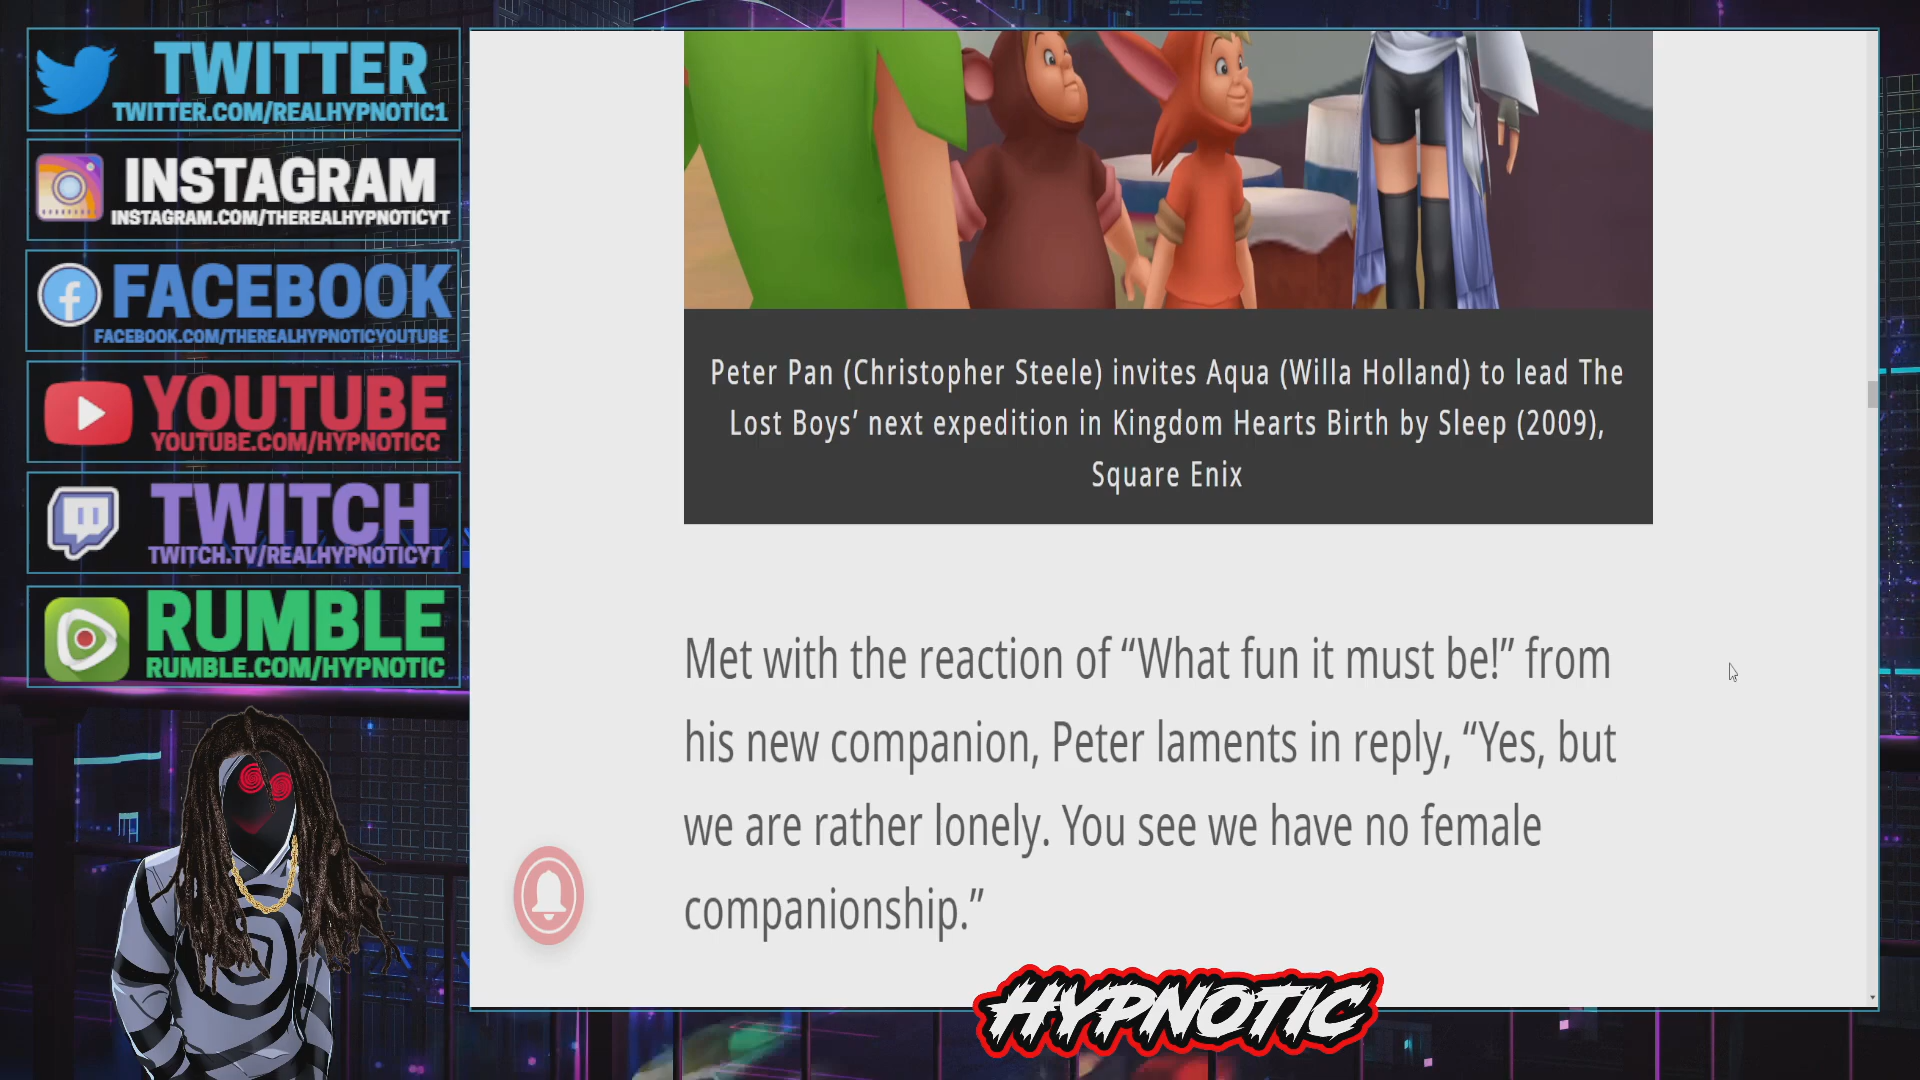 TWITTER
TWITTER.COM/REALHYPNOTIC1
INSTAGRAM
INSTAGRAM.COM/THEREALHYPNOTICYT
FACEBOOK
FACEBOOK.COM/THEREALHYPNOTICYOUTUBE
YOUTUBE
YOUTUBE.COM/HYPNOTICC
TWITCH
TWITCH.TV/REALHYPNOTICYT
RUMBLE
RUMBLE.COM/HYPNOTIC
Peter Pan (Christopher Steele) invites Aqua (Willa Holland) to lead The
Lost Boys’ next expedition in Kingdom Hearts Birth by Sleep (2009),
Square Enix
Met with the reaction of “What fun it must be!” from
his new companion, Peter laments in reply, “Yes, but
we are rather lonely. You see we have no female
companionship.”
HYPNOTIC